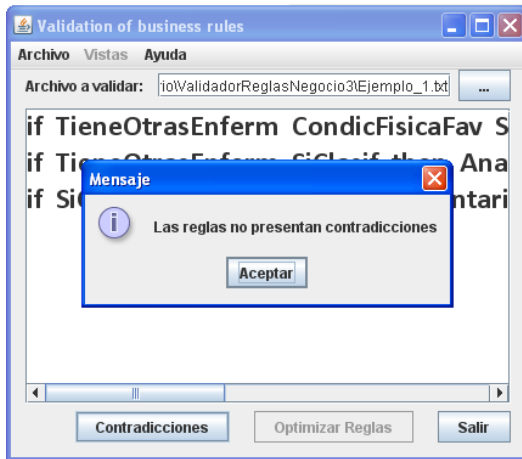 Validation of business rules
Archivo Vistas Ayuda
Archivo a validar: io\ValidadorReglasNegocio3\Ejemplo_1.txt ...
if TieneOtrasEnferm CondicFisicaFav S
if TieneOtrasEnferm SiClasif then Ana
if Si ntari
Mensaje
Las reglas no presentan contradicciones
Aceptar
Contradicciones Optimizar Reglas Salir